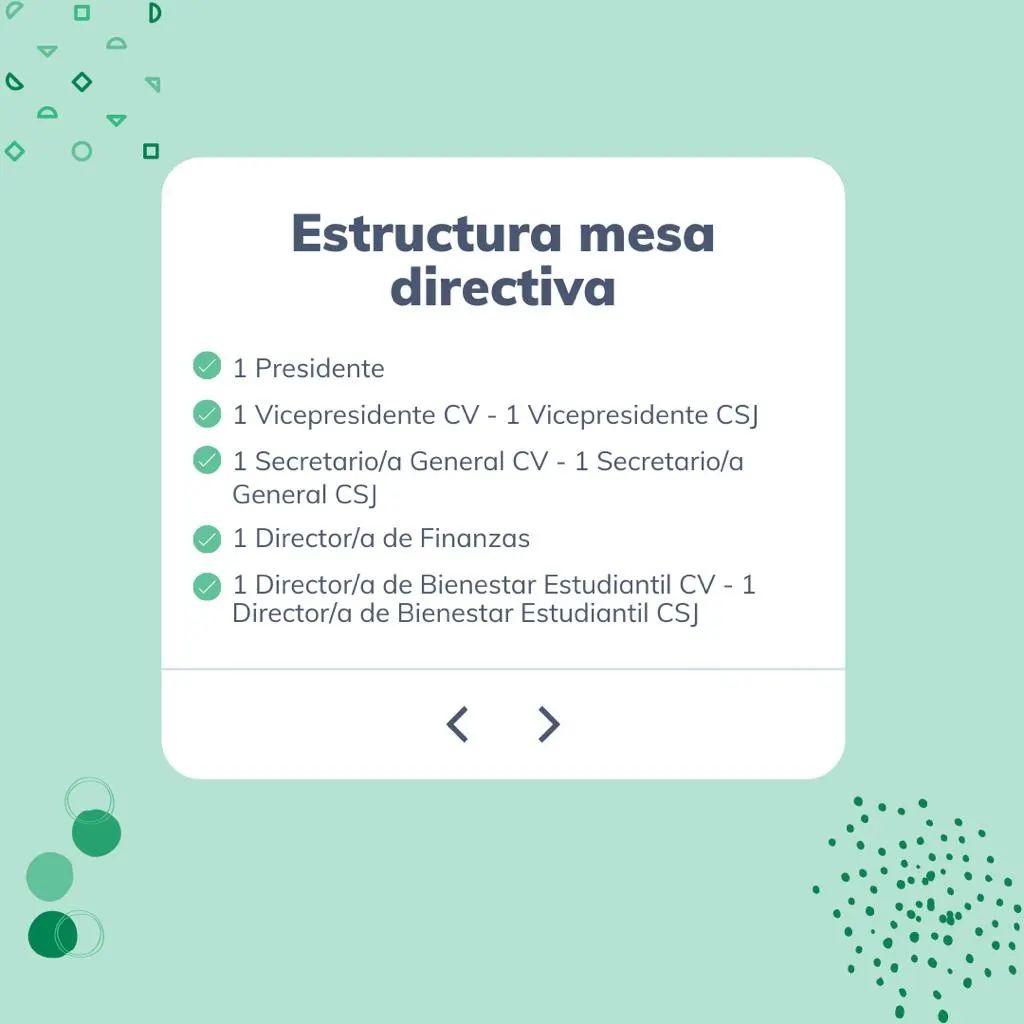 Estructura mesa
directiva
1 Presidente
1 Vicepresidente CV - 1 Vicepresidente CSJ
1 Secretario/a General CV - 1 Secretario/a
General CSJ
1 Director/a de Finanzas
1 Director/a de Bienestar Estudiantil CV - 1
Director/a de Bienestar Estudiantil CSJ